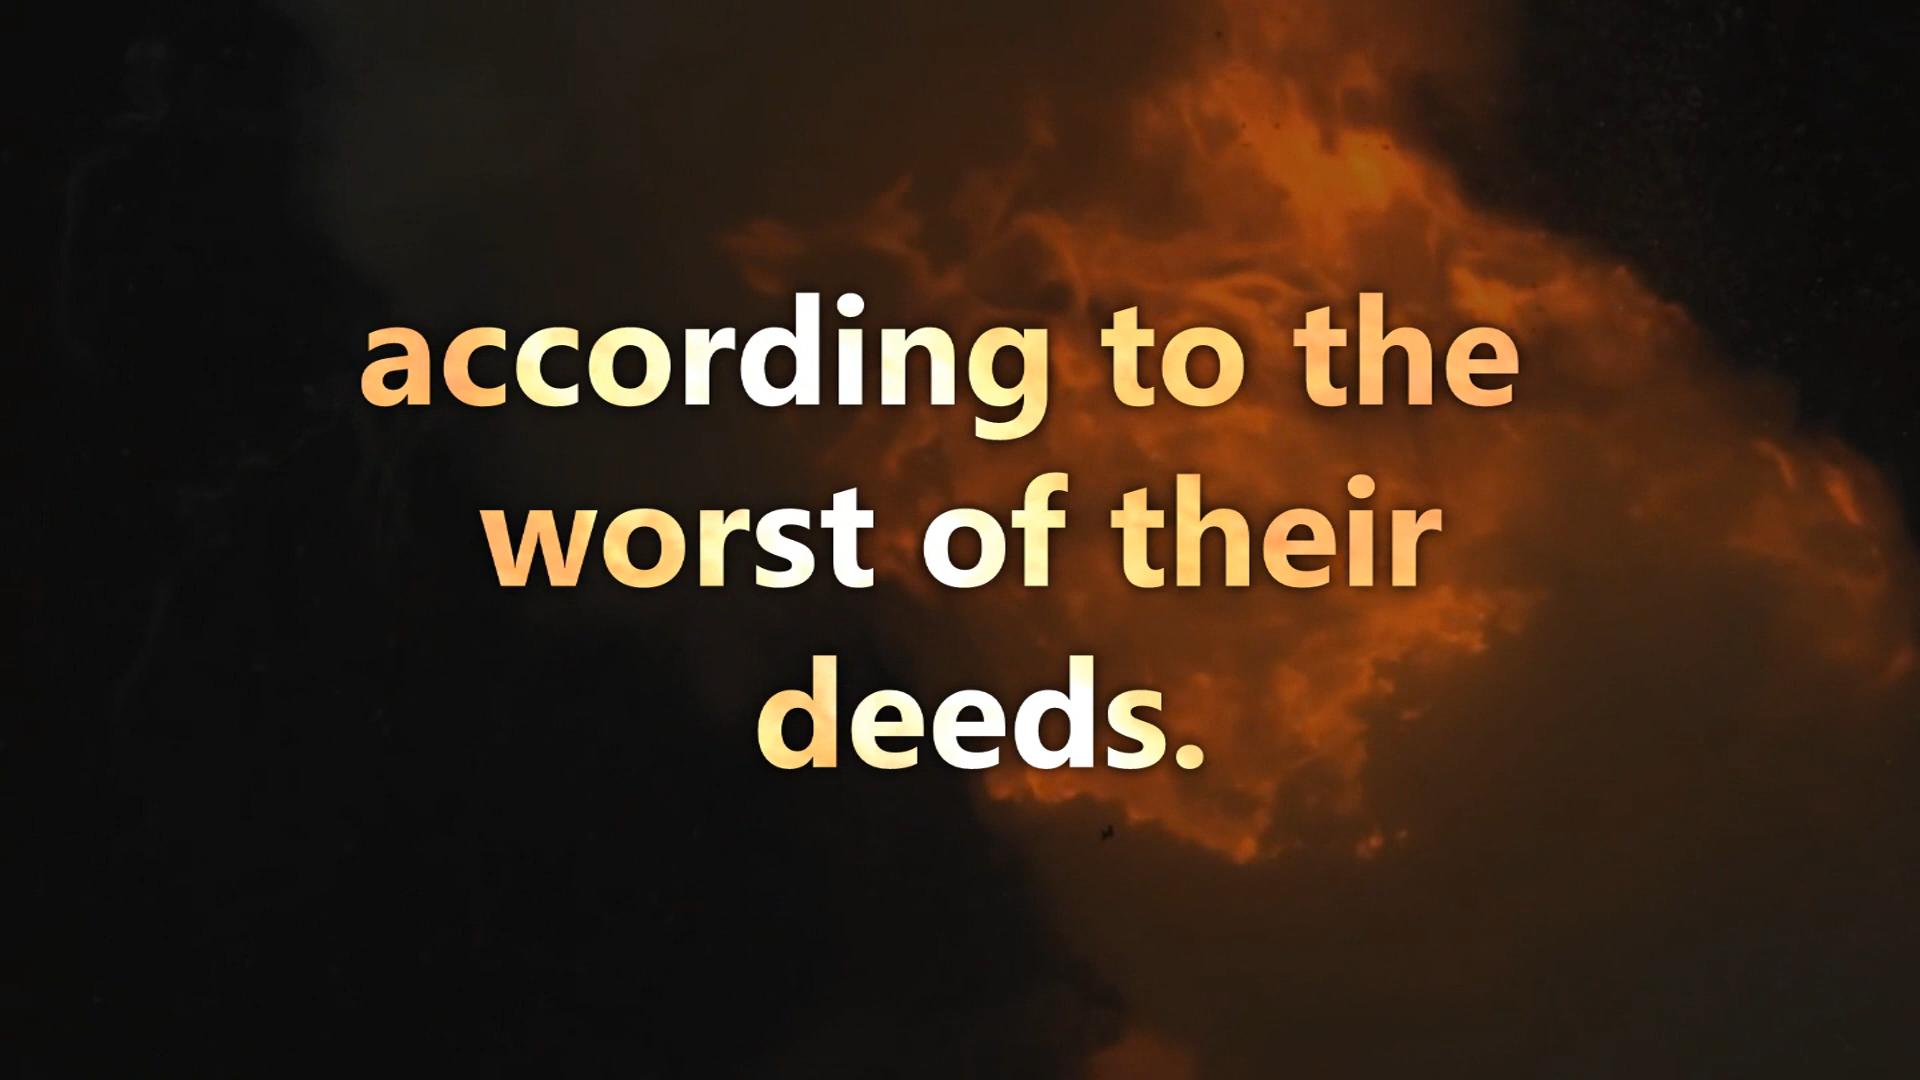 according to the
worst of their
deeds.